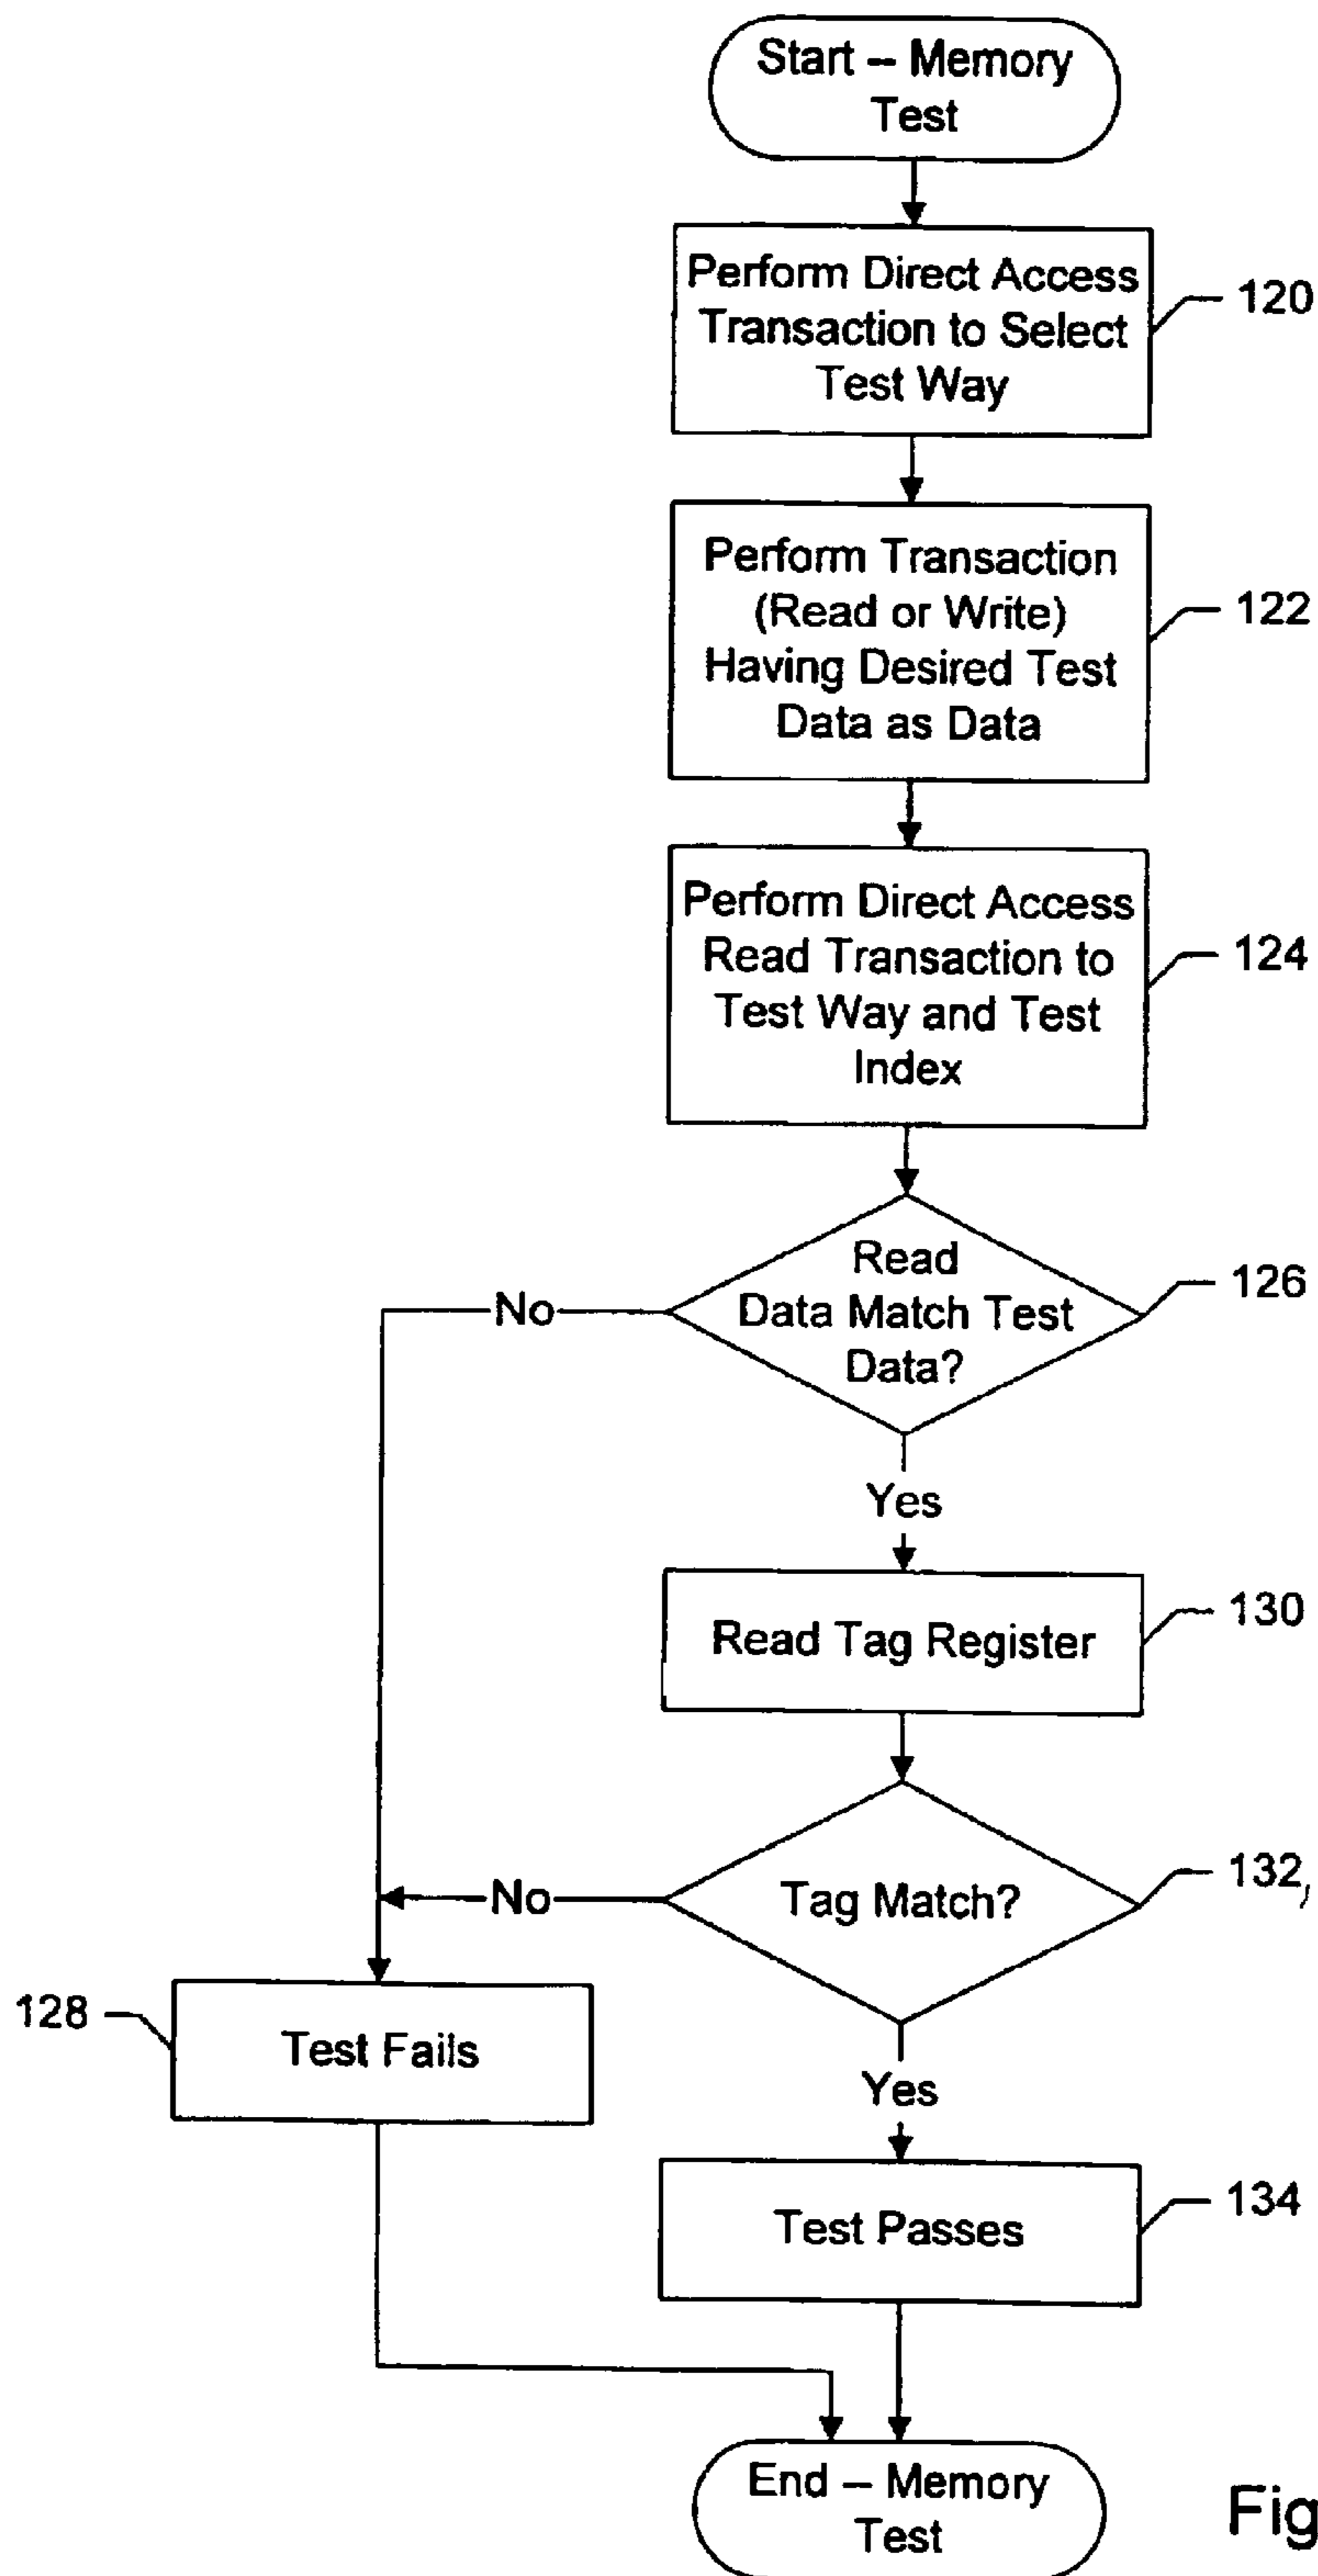 Start – Memory
Test
Perform Direct Access
Transaction to Select
Test Way
120
Perform Transaction
(Read or Write)
Having Desired Test
Data as Data
122
Perform Direct Access
Read Transaction to
Test Way and Test
Index
124
Read
Data Match Test
Data?
126
No
Yes
Read Tag Register
130
Tag Match?
132
No
128
Test Fails
Yes
Test Passes
134
End – Memory
Test
Fig